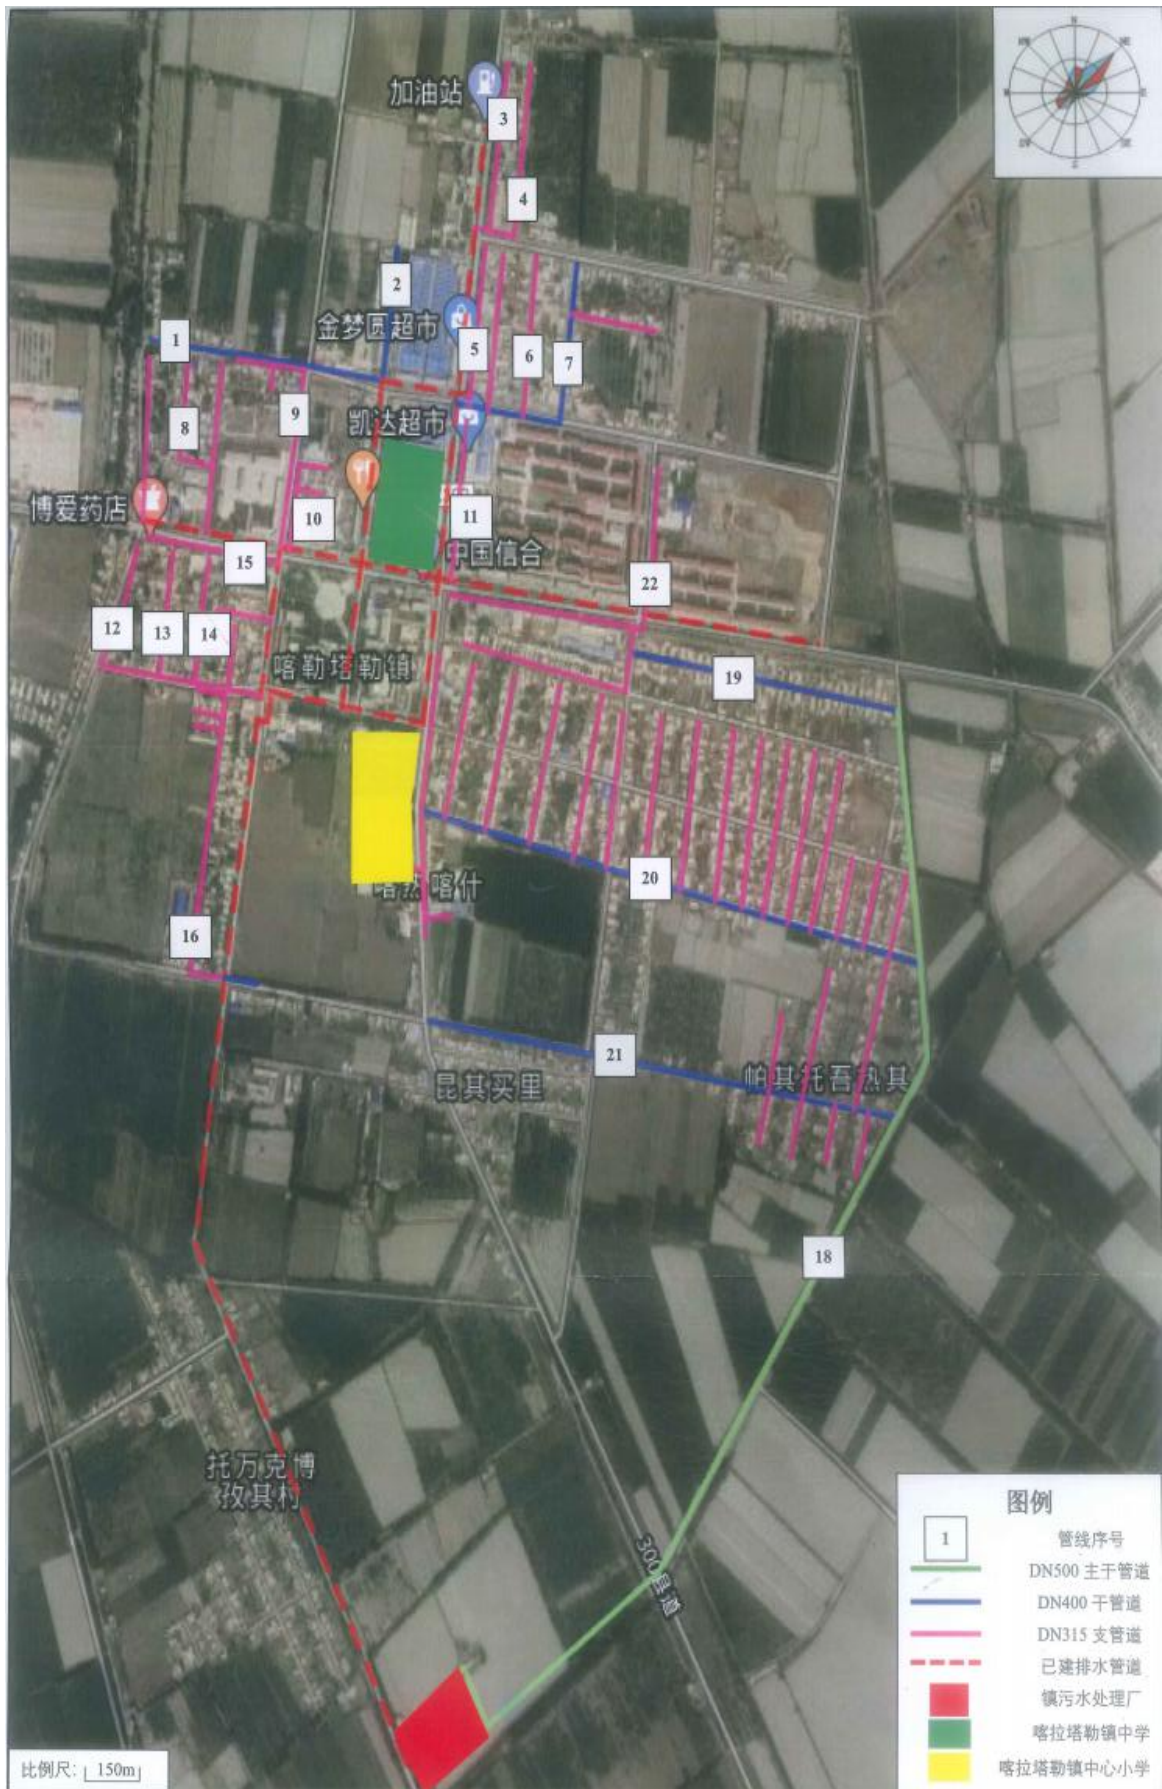 N
加油站
3
4
2
金梦圆超市
1
5
6
7
凯达超市
8
9
博爱药店
10
11
中国信合
15
22
12
13
14
喀勒塔勒镇
19
20
喀热喀什
16
21
昆其买里
帕其托吾热其
18
托万克博
孜其村
300县道
图例
1 管线序号
DN500 主干管道
DN400 干管道
DN315 支管道
已建排水管道
镇污水处理厂
喀拉塔勒镇中学
喀拉塔勒镇中心小学
比例尺: 150m